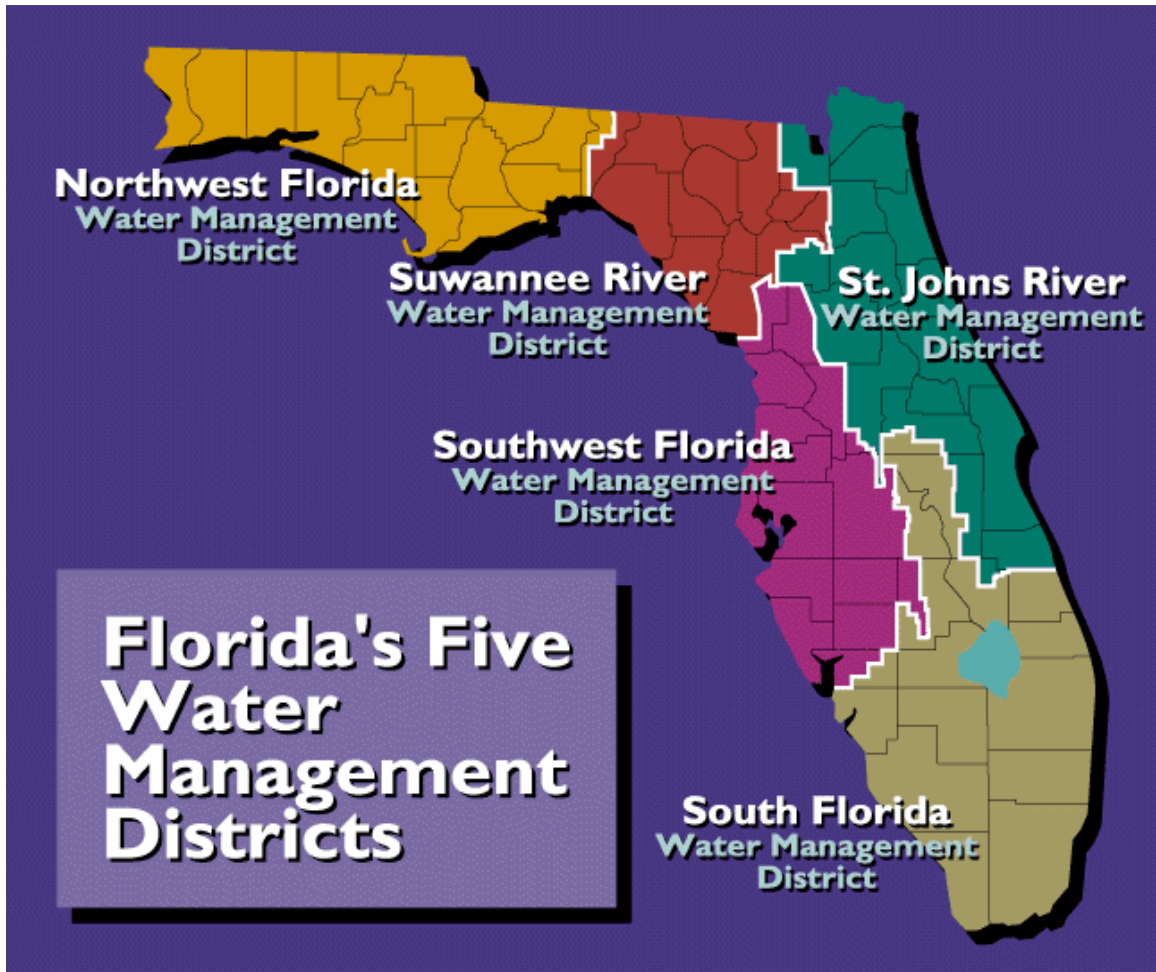 Northwest Florida
Water Management
District
Suwannee River
Water Management
District
St. Johns River
Water Management
District
Southwest Florida
Water Management
District
Florida's Five
Water
Management
Districts
South Florida
Water Management
District